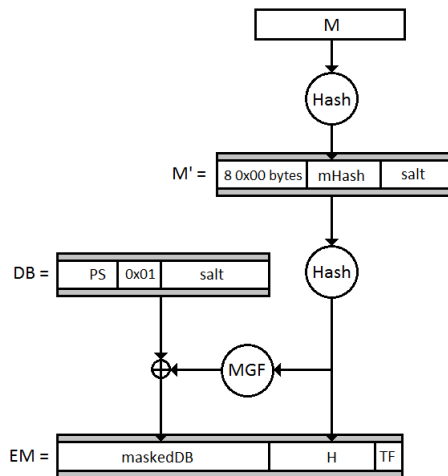 M
Hash
M' = 8 0x00 bytes mHash salt
DB = PS 0x01 salt
Hash
MGF
EM = maskedDB H TF